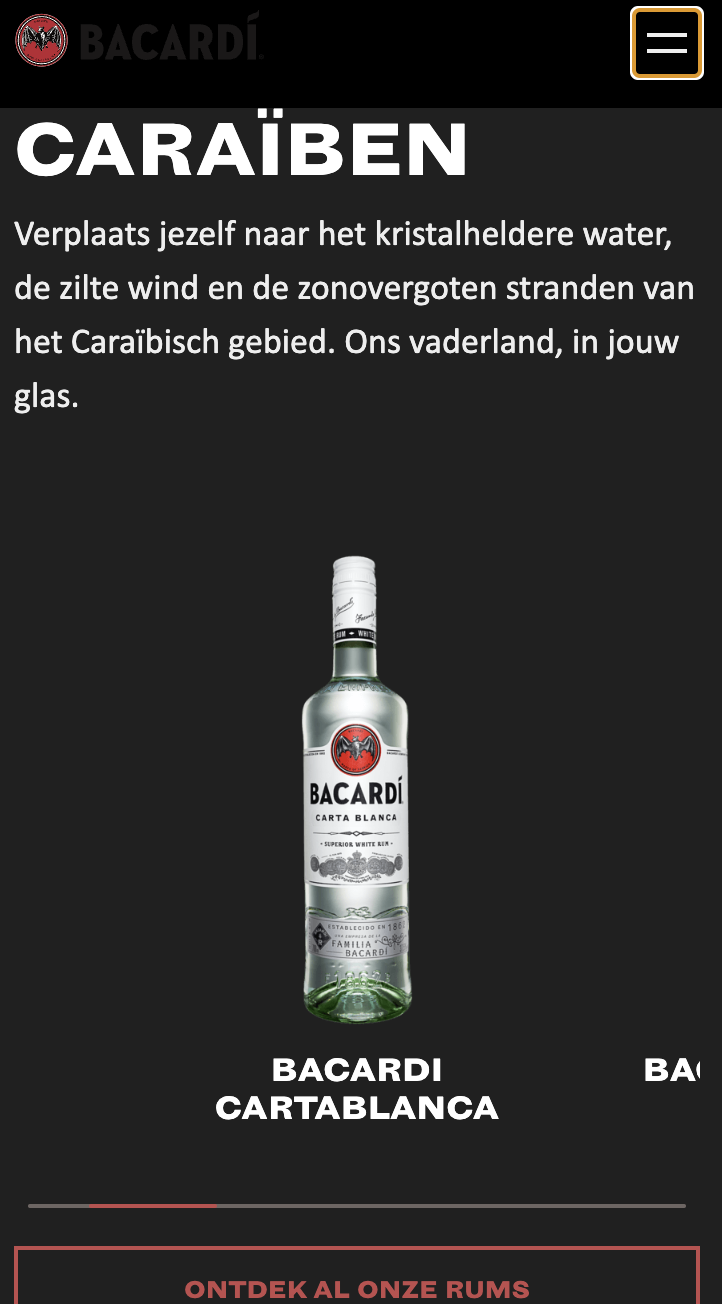 BACARDÍ
CARAÏBEN
Verplaats jezelf naar het kristalheldere water,
de zilte wind en de zonovergoten stranden van
het Caraïbisch gebied. Ons vaderland, in jouw
glas.
RUM WHITE
BACARDÍ
CARTA BLANCA
SUPERIOR WHITE RUM
ESTABLECIDO EN 1862
FAMILIA
BACARDÍ
BACARDI
CARTABLANCA
ONTDEK AL ONZE RUMS